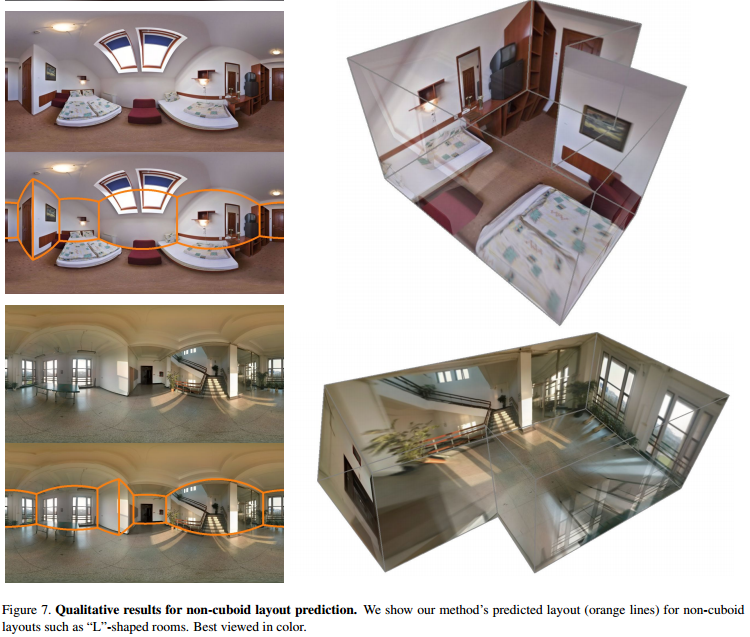 Figure 7. Qualitative results for non-cuboid layout prediction. We show our method's predicted layout (orange lines) for non-cuboid
layouts such as “L”-shaped rooms. Best viewed in color.